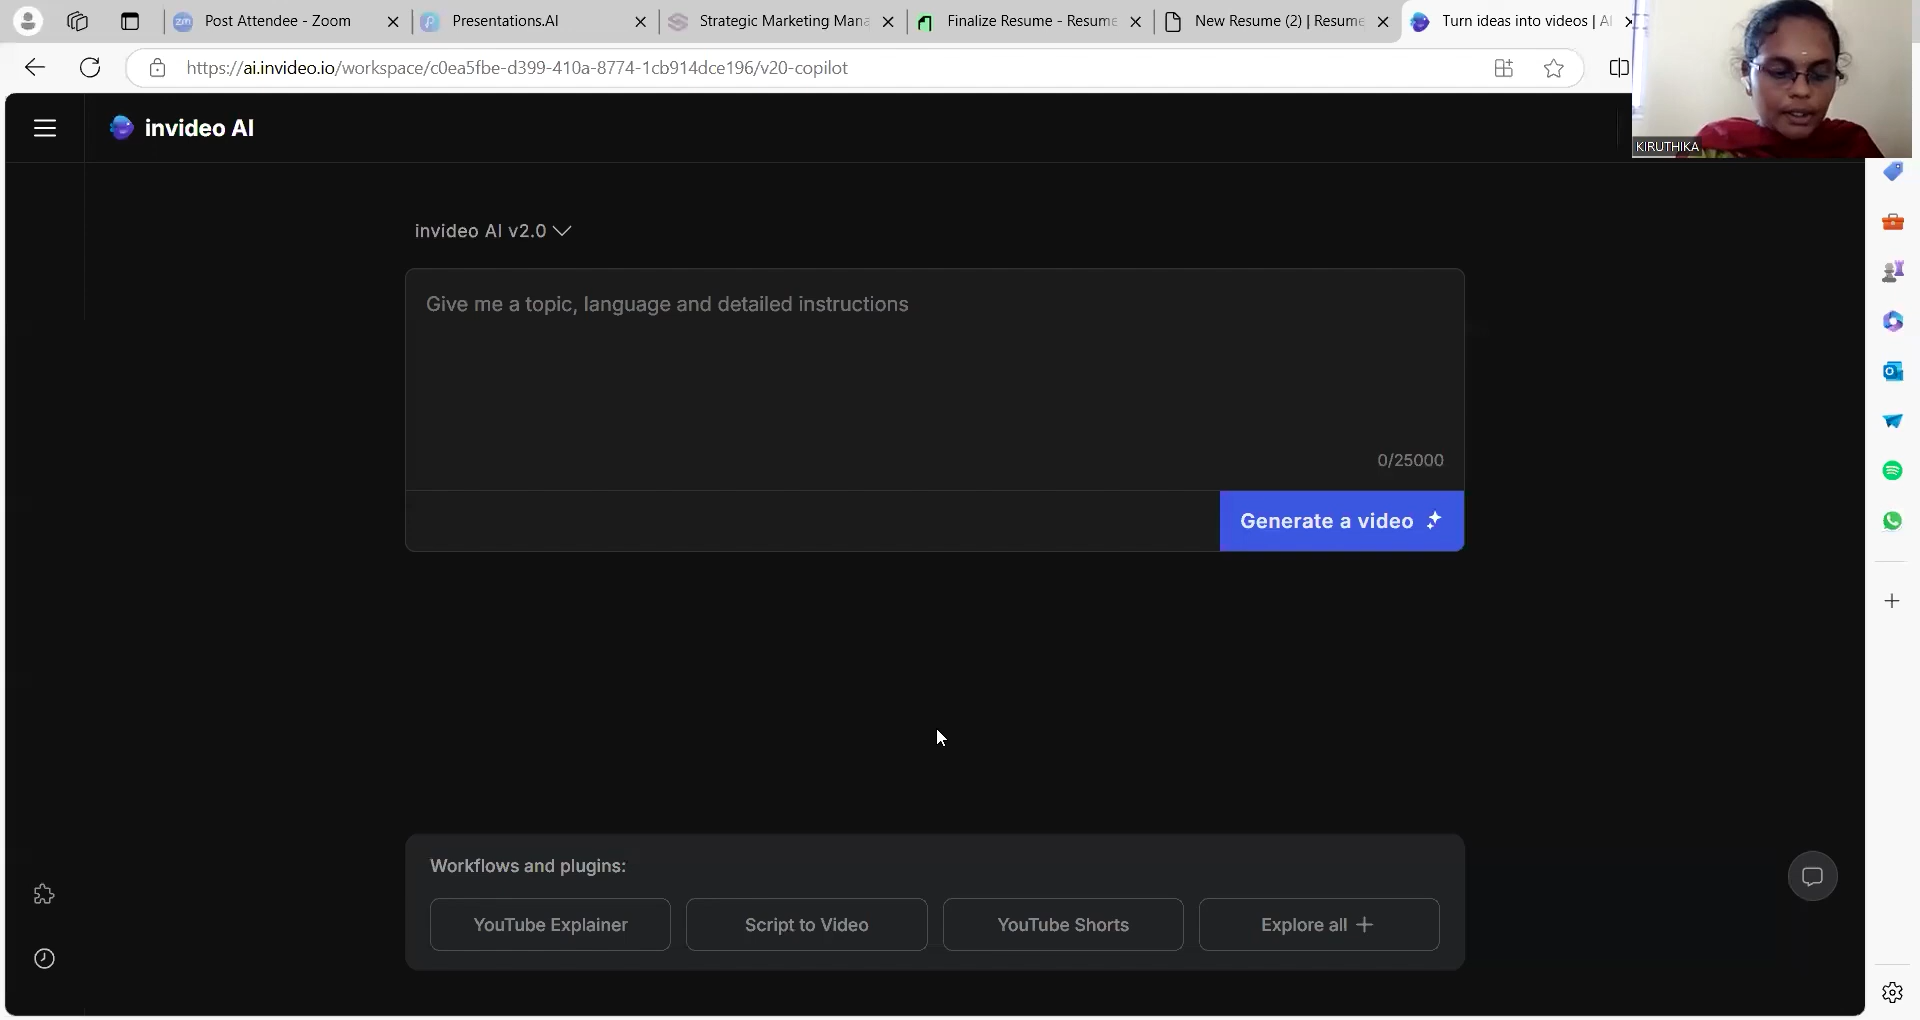 Post Attendee - Zoom
Presentations.AI
Strategic Marketing Mana
Finalize Resume - Resume
New Resume (2) | Resume
Turn ideas into videos | AI
https://ai.invideo.io/workspace/c0ea5fbe-d399-410a-8774-1cb914dce196/v20-copilot
KIRUTHIKA
invideo AI
invideo AI v2.0
Give me a topic, language and detailed instructions
0/25000
Generate a video
Workflows and plugins:
YouTube Explainer
Script to Video
YouTube Shorts
Explore all +